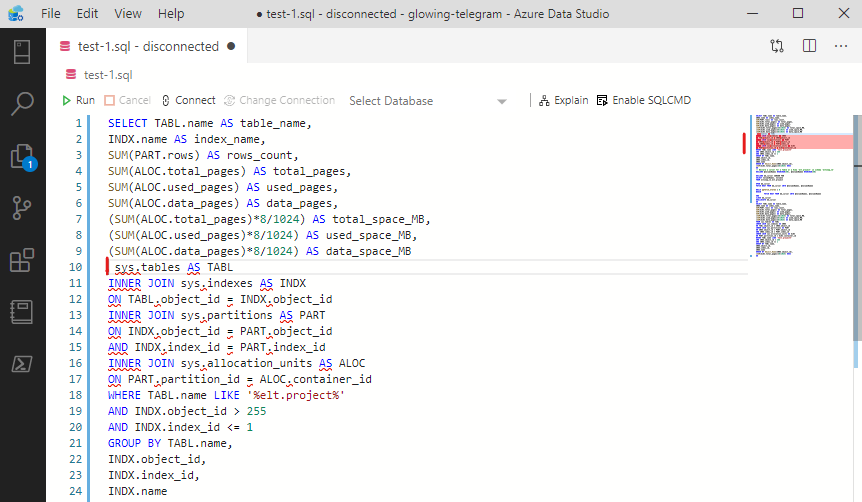 File Edit View Help ● test-1.sql - disconnected - glowing-telegram - Azure Data Studio
test-1.sql - disconnected ●
test-1.sql
Run Cancel Connect Change Connection Select Database Explain Enable SQLCMD
1
1 SELECT TABL.name AS table_name,
2 INDX.name AS index_name,
3 SUM(PART.rows) AS rows_count,
4 SUM(ALOC.total_pages) AS total_pages,
5 SUM(ALOC.used_pages) AS used_pages,
6 SUM(ALOC.data_pages) AS data_pages,
7 (SUM(ALOC.total_pages)*8/1024) AS total_space_MB,
8 (SUM(ALOC.used_pages)*8/1024) AS used_space_MB,
9 (SUM(ALOC.data_pages)*8/1024) AS data_space_MB
10 sys.tables AS TABL
11 INNER JOIN sys.indexes AS INDX
12 ON TABL.object_id = INDX.object_id
13 INNER JOIN sys.partitions AS PART
14 ON INDX.object_id = PART.object_id
15 AND INDX.index_id = PART.index_id
16 INNER JOIN sys.allocation_units AS ALOC
17 ON PART.partition_id = ALOC.container_id
18 WHERE TABL.name LIKE '%elt.project%'
19 AND INDX.object_id > 255
20 AND INDX.index_id <= 1
21 GROUP BY TABL.name,
22 INDX.object_id,
23 INDX.index_id,
24 INDX.name